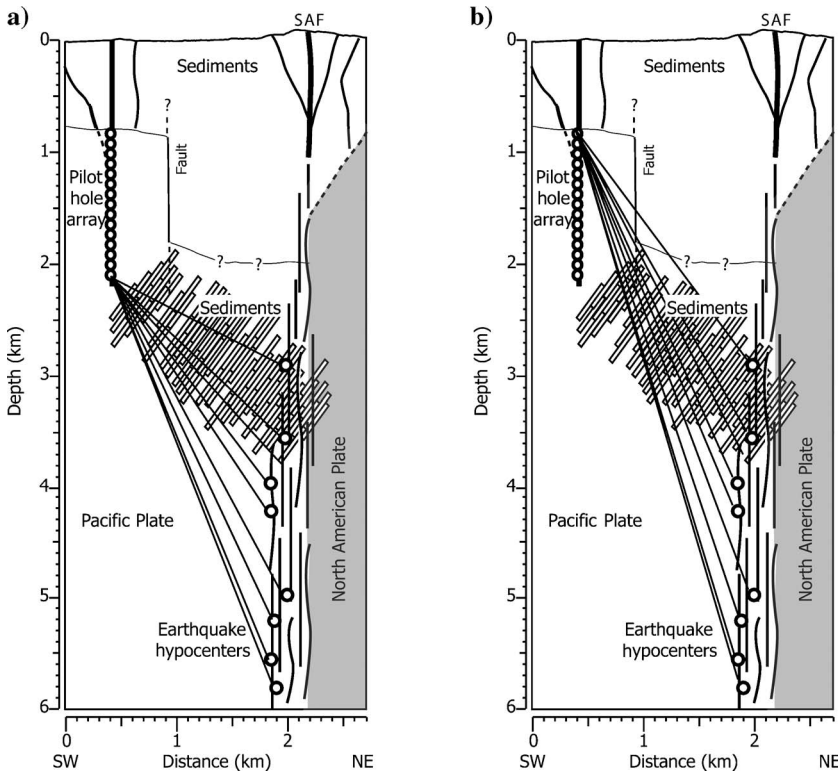 a)
SAF
0
1
2
3
4
5
6
Depth (km)
Sediments
?
Fault
Pilot
hole
array
?
?
Sediments
Pacific Plate
North American Plate
Earthquake
hypocenters
0
1
2
SW
Distance (km)
NE
b)
SAF
0
1
2
3
4
5
6
Depth (km)
Sediments
?
Fault
Pilot
hole
array
?
?
Sediments
Pacific Plate
North American Plate
Earthquake
hypocenters
0
1
2
SW
Distance (km)
NE